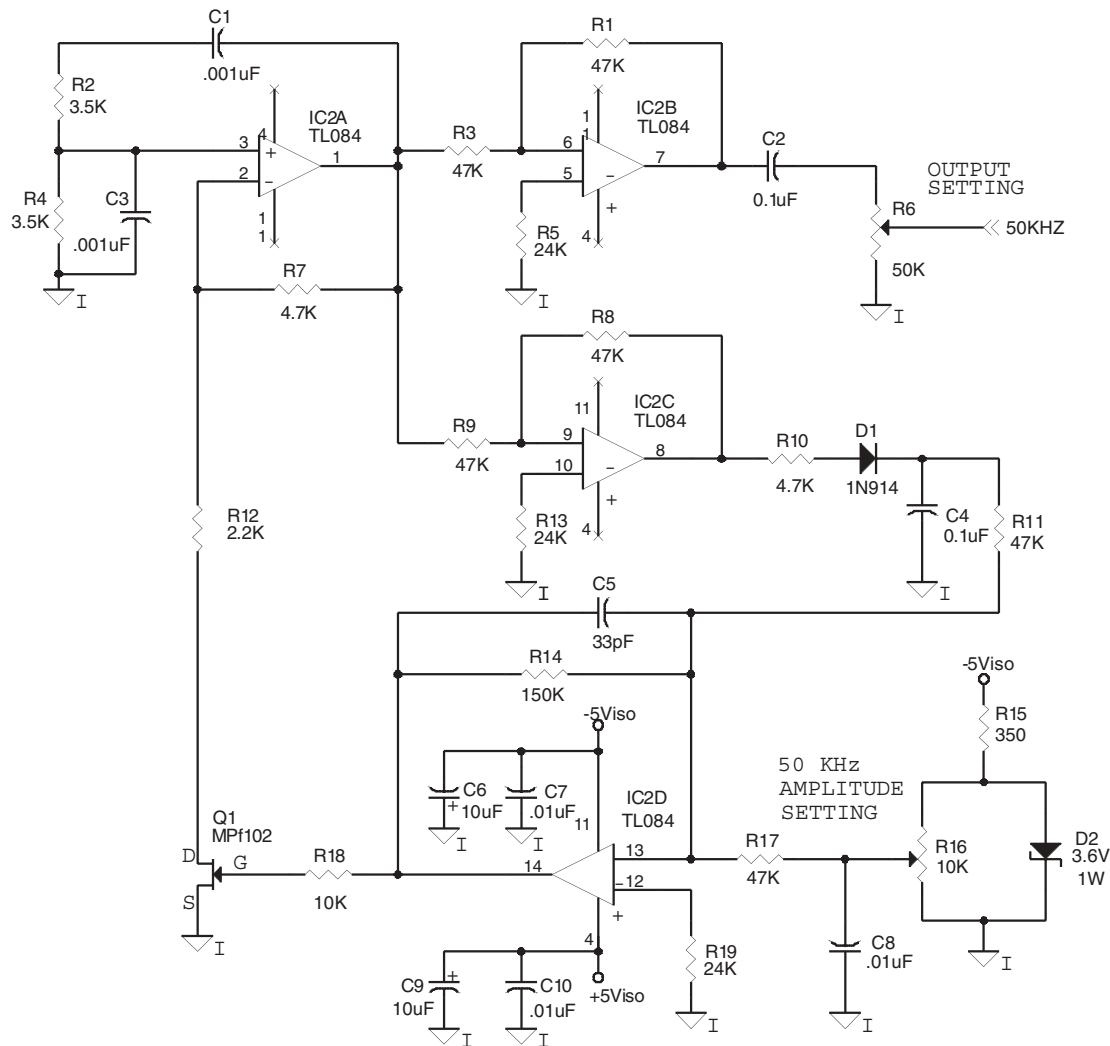 C1
.001uF
R2
3.5K
R4
3.5K
C3
.001uF
I
IC2A
TL084
4
3
+
2
−
1
1
1
R7
4.7K
R3
47K
R1
47K
IC2B
TL084
1
1
6
5
−
7
+
4
R5
24K
I
C2
0.1uF
OUTPUT
SETTING
R6
50K
50KHZ
I
R8
47K
R9
47K
IC2C
TL084
11
9
10
−
8
+
4
R13
24K
I
R10
4.7K
D1
1N914
C4
0.1uF
I
R11
47K
R12
2.2K
C5
33pF
R14
150K
-5Viso
C6
10uF
+
I
C7
.01uF
I
11
IC2D
TL084
14
13
12
−
+
4
+5Viso
C9
10uF
+
I
C10
.01uF
I
R19
24K
I
R17
47K
50 KHz
AMPLITUDE
SETTING
C8
.01uF
I
-5Viso
R15
350
R16
10K
D2
3.6V
1W
I
Q1
MPf102
D
G
S
I
R18
10K